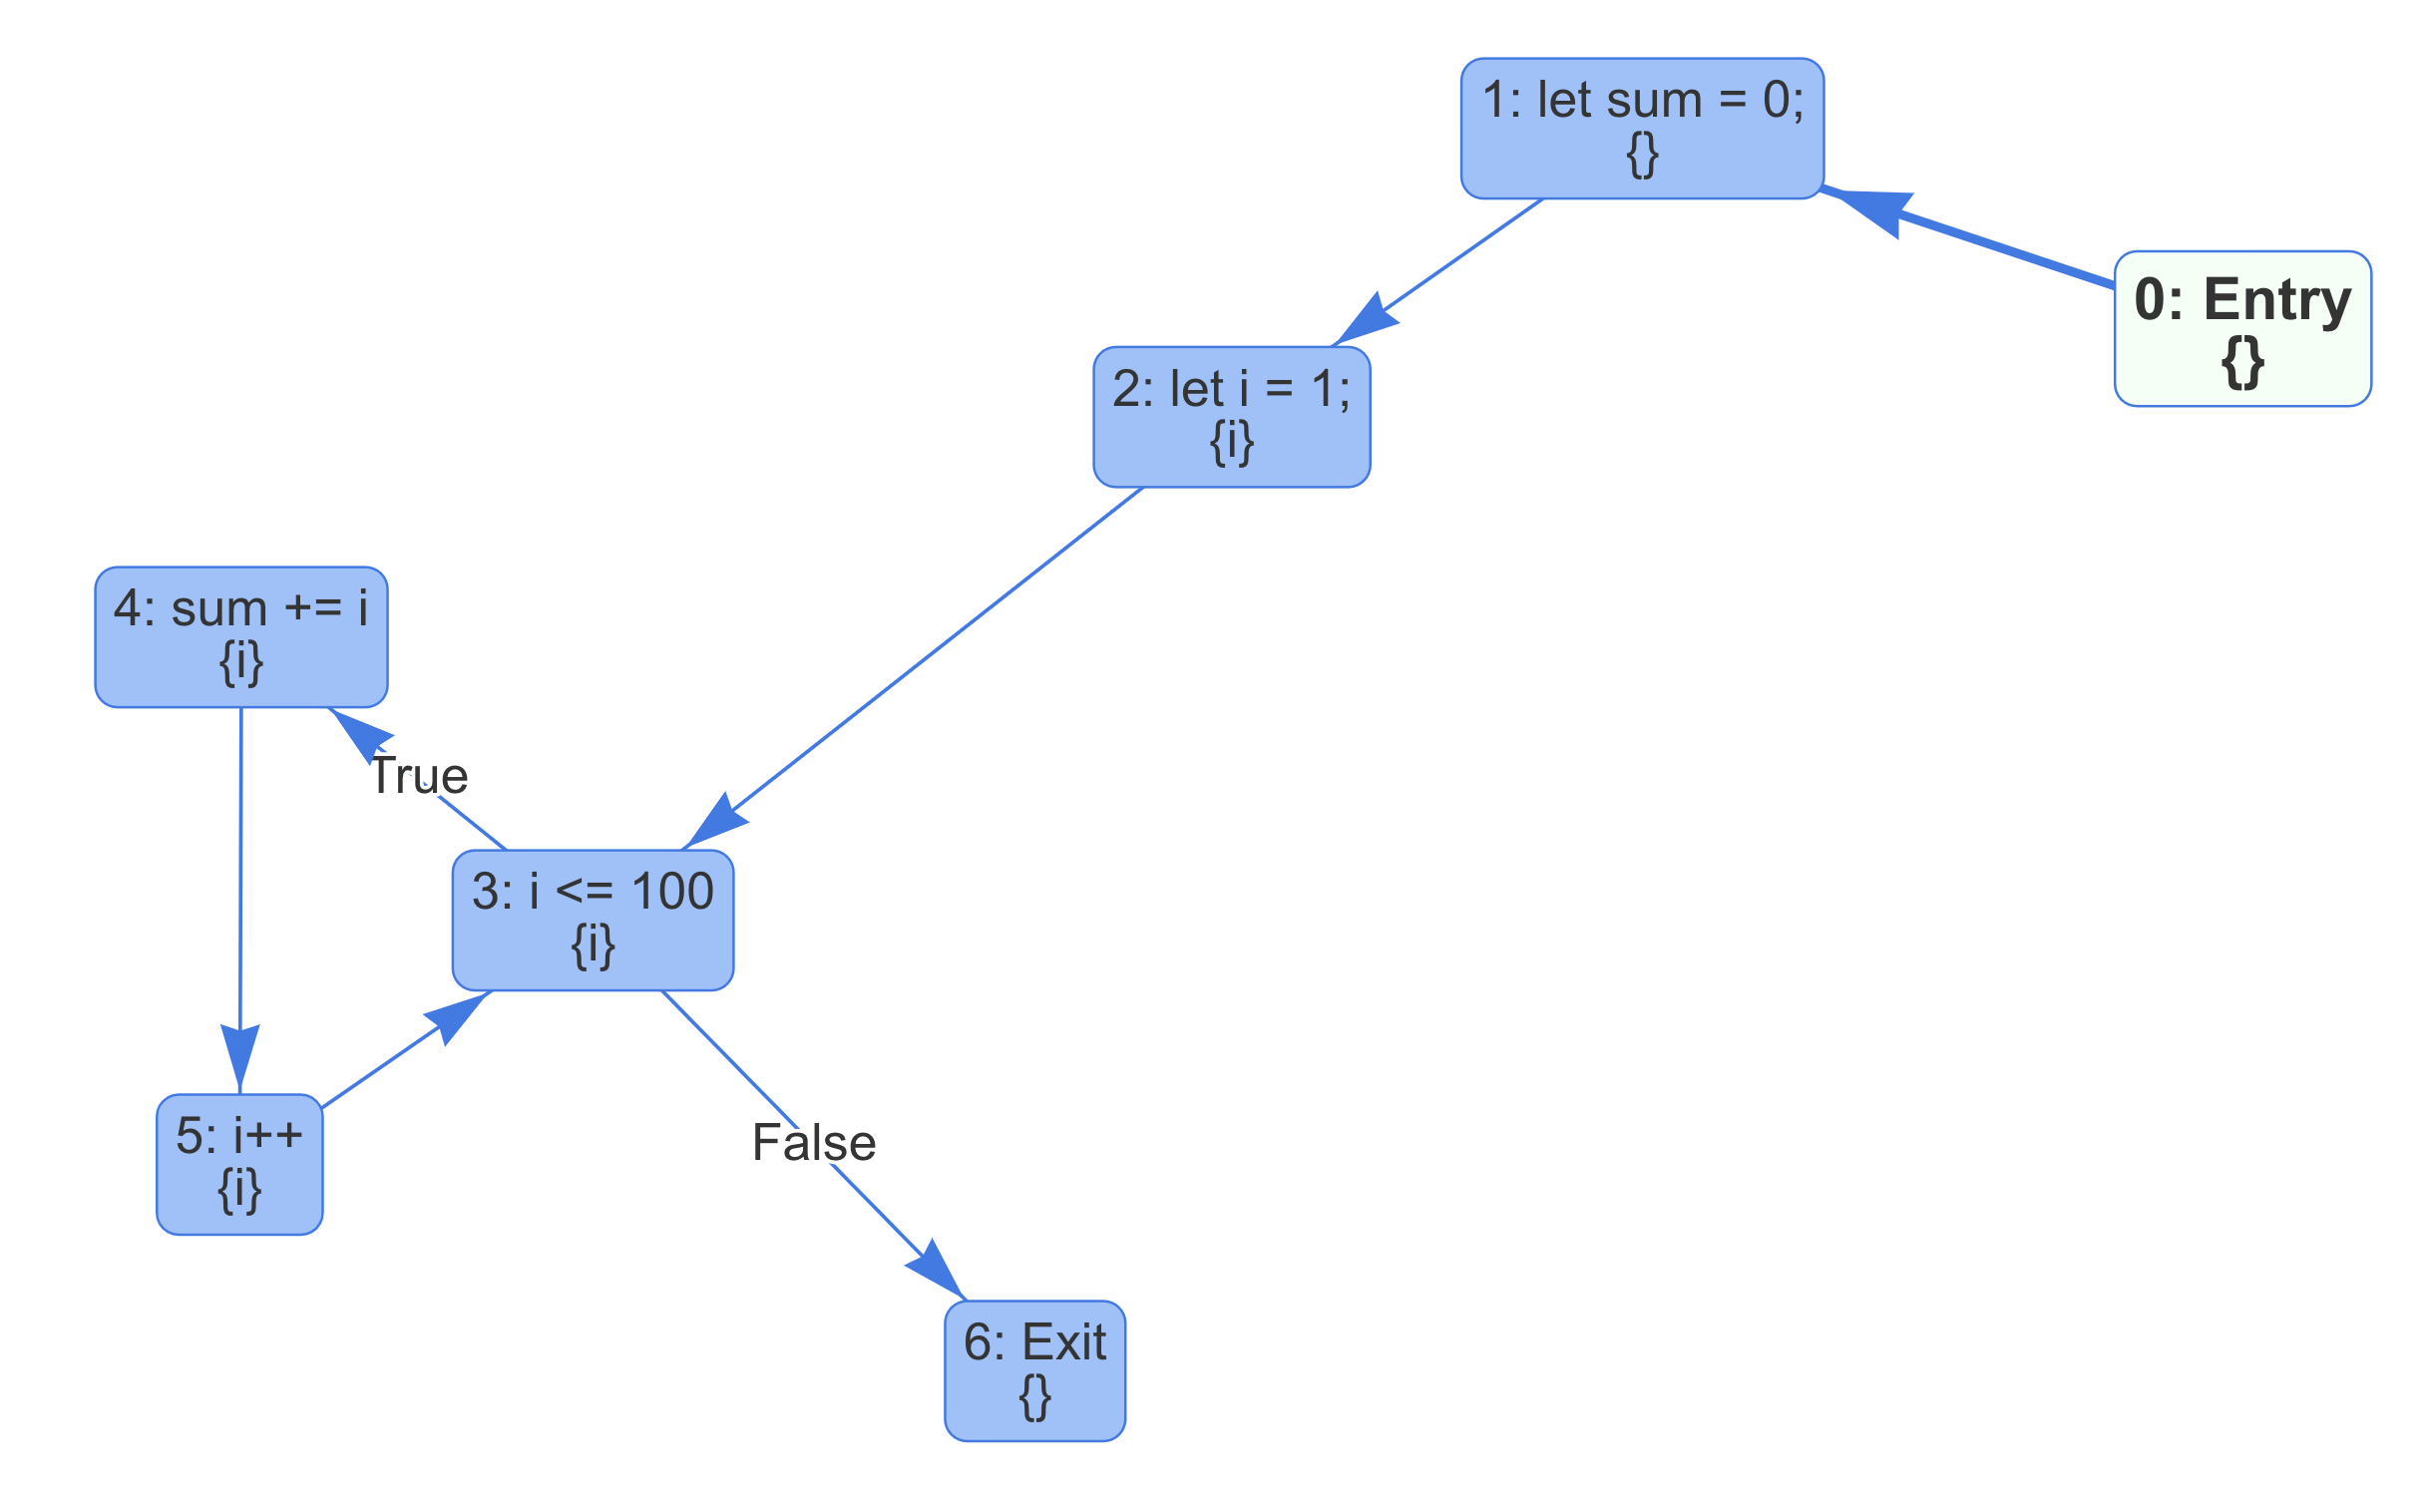 1: let sum = 0;
{}
0: Entry
{}
2: let i = 1;
{i}
4: sum += i
{i}
True
3: i <= 100
{i}
5: i++
{i}
False
6: Exit
{}